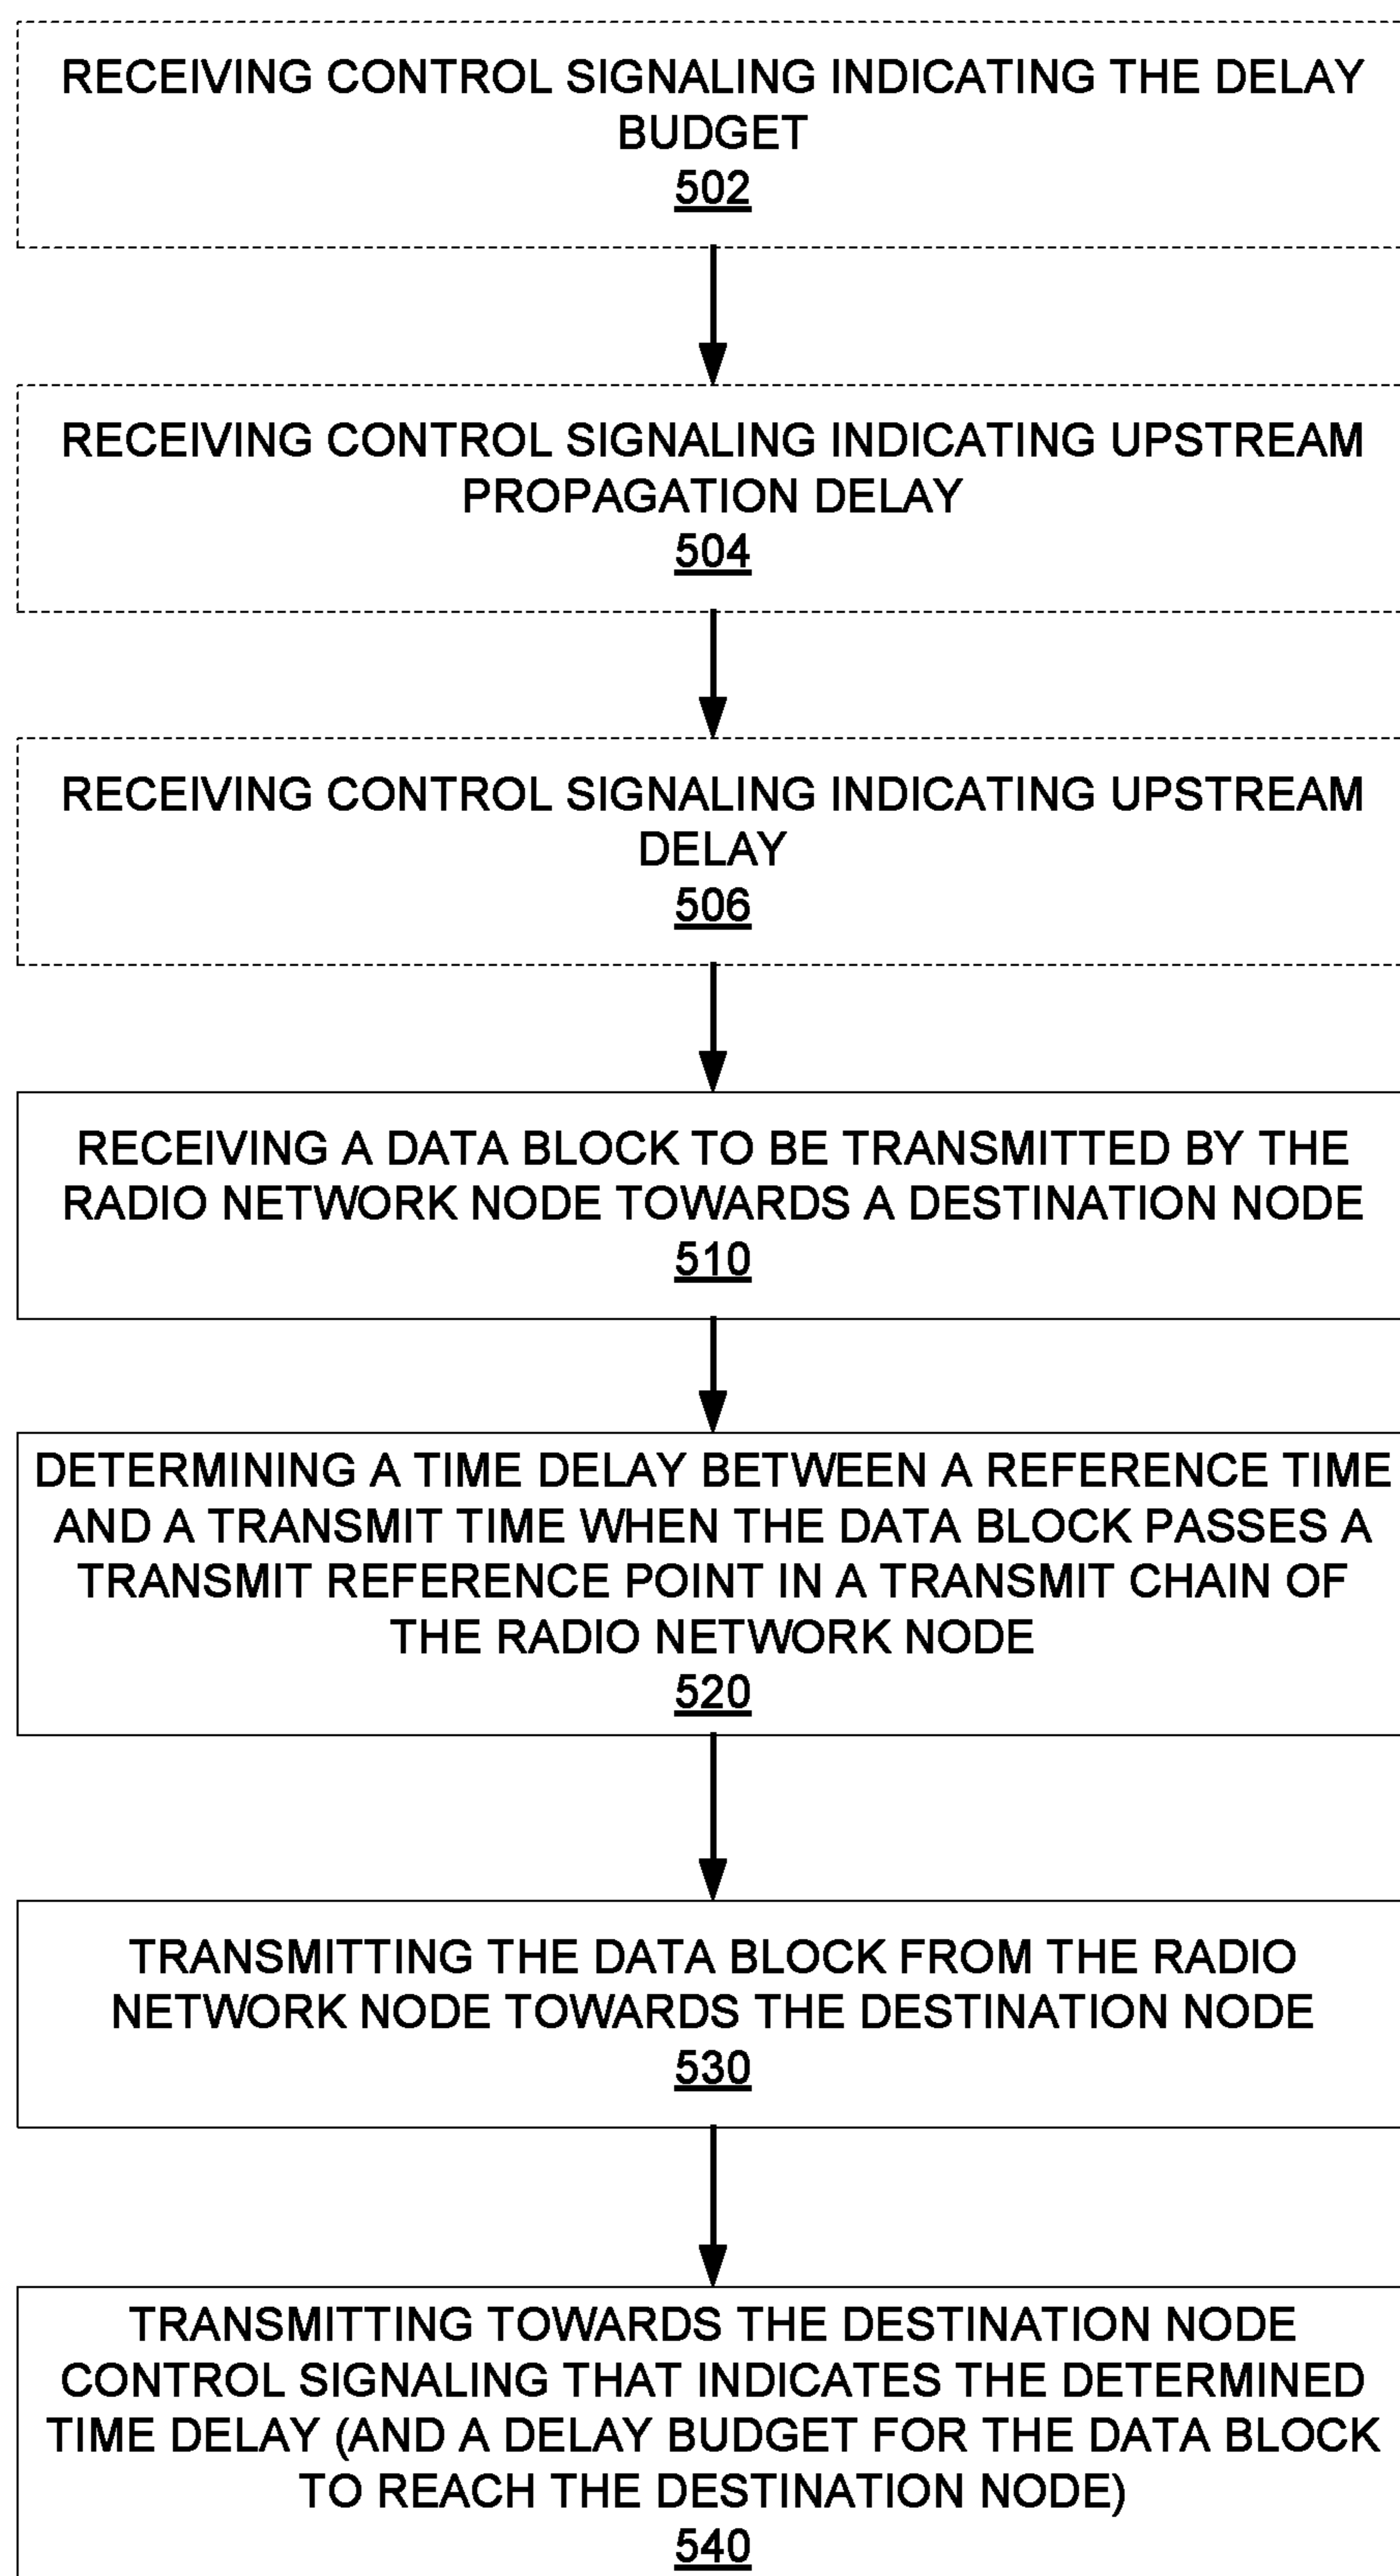 RECEIVING CONTROL SIGNALING INDICATING THE DELAY
BUDGET
502
RECEIVING CONTROL SIGNALING INDICATING UPSTREAM
PROPAGATION DELAY
504
RECEIVING CONTROL SIGNALING INDICATING UPSTREAM
DELAY
506
RECEIVING A DATA BLOCK TO BE TRANSMITTED BY THE
RADIO NETWORK NODE TOWARDS A DESTINATION NODE
510
DETERMINING A TIME DELAY BETWEEN A REFERENCE TIME
AND A TRANSMIT TIME WHEN THE DATA BLOCK PASSES A
TRANSMIT REFERENCE POINT IN A TRANSMIT CHAIN OF
THE RADIO NETWORK NODE
520
TRANSMITTING THE DATA BLOCK FROM THE RADIO
NETWORK NODE TOWARDS THE DESTINATION NODE
530
TRANSMITTING TOWARDS THE DESTINATION NODE
CONTROL SIGNALING THAT INDICATES THE DETERMINED
TIME DELAY (AND A DELAY BUDGET FOR THE DATA BLOCK
TO REACH THE DESTINATION NODE)
540